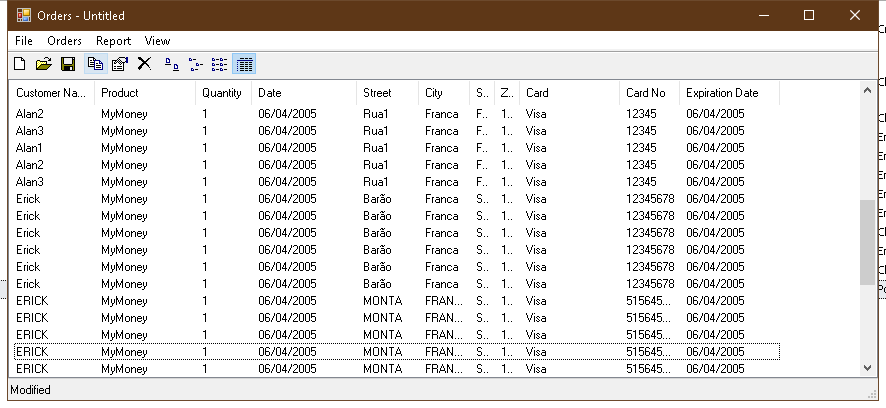 Orders - Untitled
File Orders Report View
Customer Na... Product Quantity Date Street City S.. Z.. Card Card No Expiration Date
Alan2 MyMoney 1 06/04/2005 Rua1 Franca F.. 1.. Visa 12345 06/04/2005
Alan3 MyMoney 1 06/04/2005 Rua1 Franca F.. 1.. Visa 12345 06/04/2005
Alan1 MyMoney 1 06/04/2005 Rua1 Franca F.. 1.. Visa 12345 06/04/2005
Alan2 MyMoney 1 06/04/2005 Rua1 Franca F.. 1.. Visa 12345 06/04/2005
Alan3 MyMoney 1 06/04/2005 Rua1 Franca F.. 1.. Visa 12345 06/04/2005
Erick MyMoney 1 06/04/2005 Barão Franca S.. 1.. Visa 12345678 06/04/2005
Erick MyMoney 1 06/04/2005 Barão Franca S.. 1.. Visa 12345678 06/04/2005
Erick MyMoney 1 06/04/2005 Barão Franca S.. 1.. Visa 12345678 06/04/2005
Erick MyMoney 1 06/04/2005 Barão Franca S.. 1.. Visa 12345678 06/04/2005
Erick MyMoney 1 06/04/2005 Barão Franca S.. 1.. Visa 12345678 06/04/2005
Erick MyMoney 1 06/04/2005 Barão Franca S.. 1.. Visa 12345678 06/04/2005
ERICK MyMoney 1 06/04/2005 MONTA FRAN... S.. 1.. Visa 515645... 06/04/2005
ERICK MyMoney 1 06/04/2005 MONTA FRAN... S.. 1.. Visa 515645... 06/04/2005
ERICK MyMoney 1 06/04/2005 MONTA FRAN... S.. 1.. Visa 515645... 06/04/2005
ERICK MyMoney 1 06/04/2005 MONTA FRAN... S.. 1.. Visa 515645... 06/04/2005
ERICK MyMoney 1 06/04/2005 MONTA FRAN... S.. 1.. Visa 515645... 06/04/2005
Modified